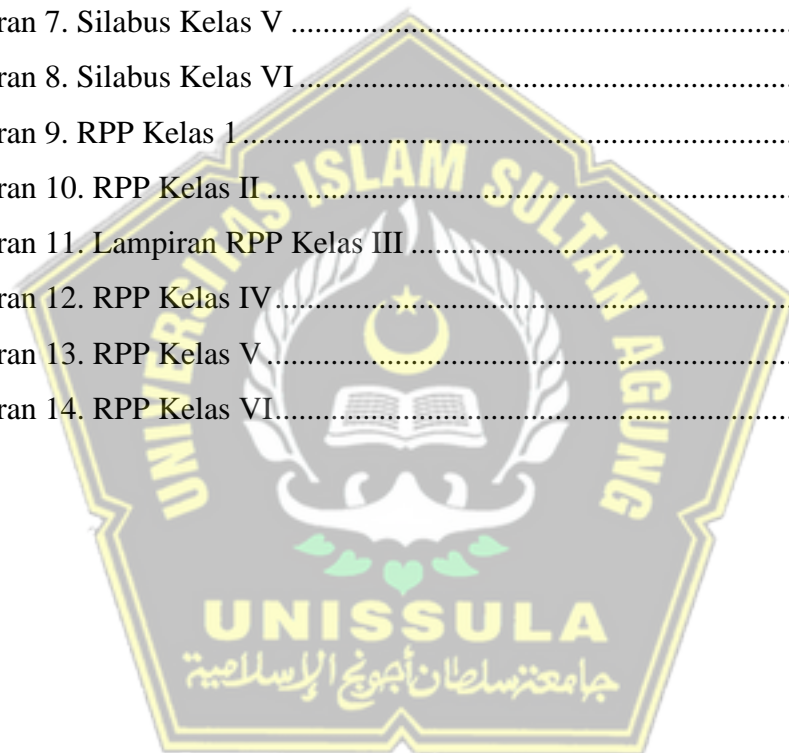 ran 7. Silabus Kelas V ................................................................
ran 8. Silabus Kelas VI ...............................................................
ran 9. RPP Kelas 1 ......................................................................
ran 10. RPP Kelas II ...................................................................
ran 11. Lampiran RPP Kelas III .................................................
ran 12. RPP Kelas IV..................................................................
ran 13. RPP Kelas V ...................................................................
ran 14. RPP Kelas VI..................................................................
UNIVERSITAS ISLAM SULTAN AGUNG
UNISSULA
جامعة سلطان أجونج الإسلامية